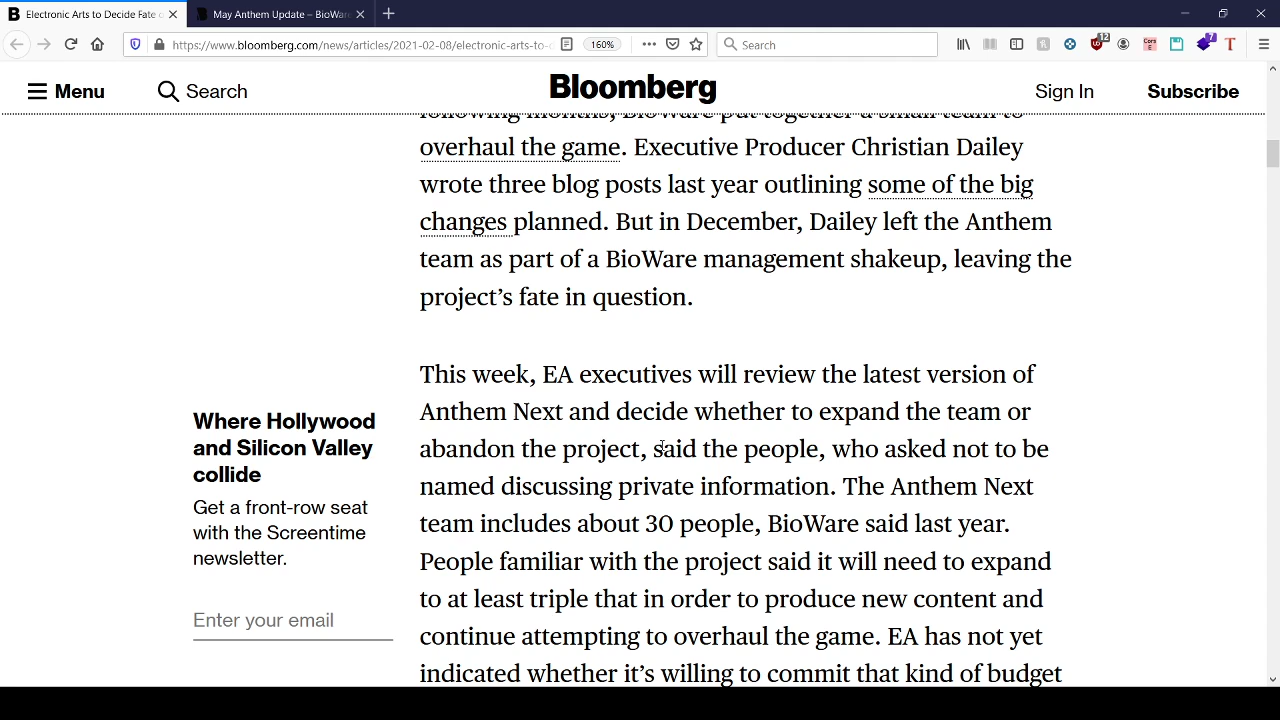 Electronic Arts to Decide Fate o
May Anthem Update – BioWar
https://www.bloomberg.com/news/articles/2021-02-08/electronic-arts-to-d
160%
Search
12
7
Menu
Search
Bloomberg
Sign In
Subscribe
following months, BioWare put together a small team to
overhaul the game. Executive Producer Christian Dailey
wrote three blog posts last year outlining some of the big
changes planned. But in December, Dailey left the Anthem
team as part of a BioWare management shakeup, leaving the
project’s fate in question.
This week, EA executives will review the latest version of
Anthem Next and decide whether to expand the team or
abandon the project, said the people, who asked not to be
named discussing private information. The Anthem Next
team includes about 30 people, BioWare said last year.
People familiar with the project said it will need to expand
to at least triple that in order to produce new content and
continue attempting to overhaul the game. EA has not yet
indicated whether it’s willing to commit that kind of budget
Where Hollywood
and Silicon Valley
collide
Get a front-row seat
with the Screentime
newsletter.
Enter your email